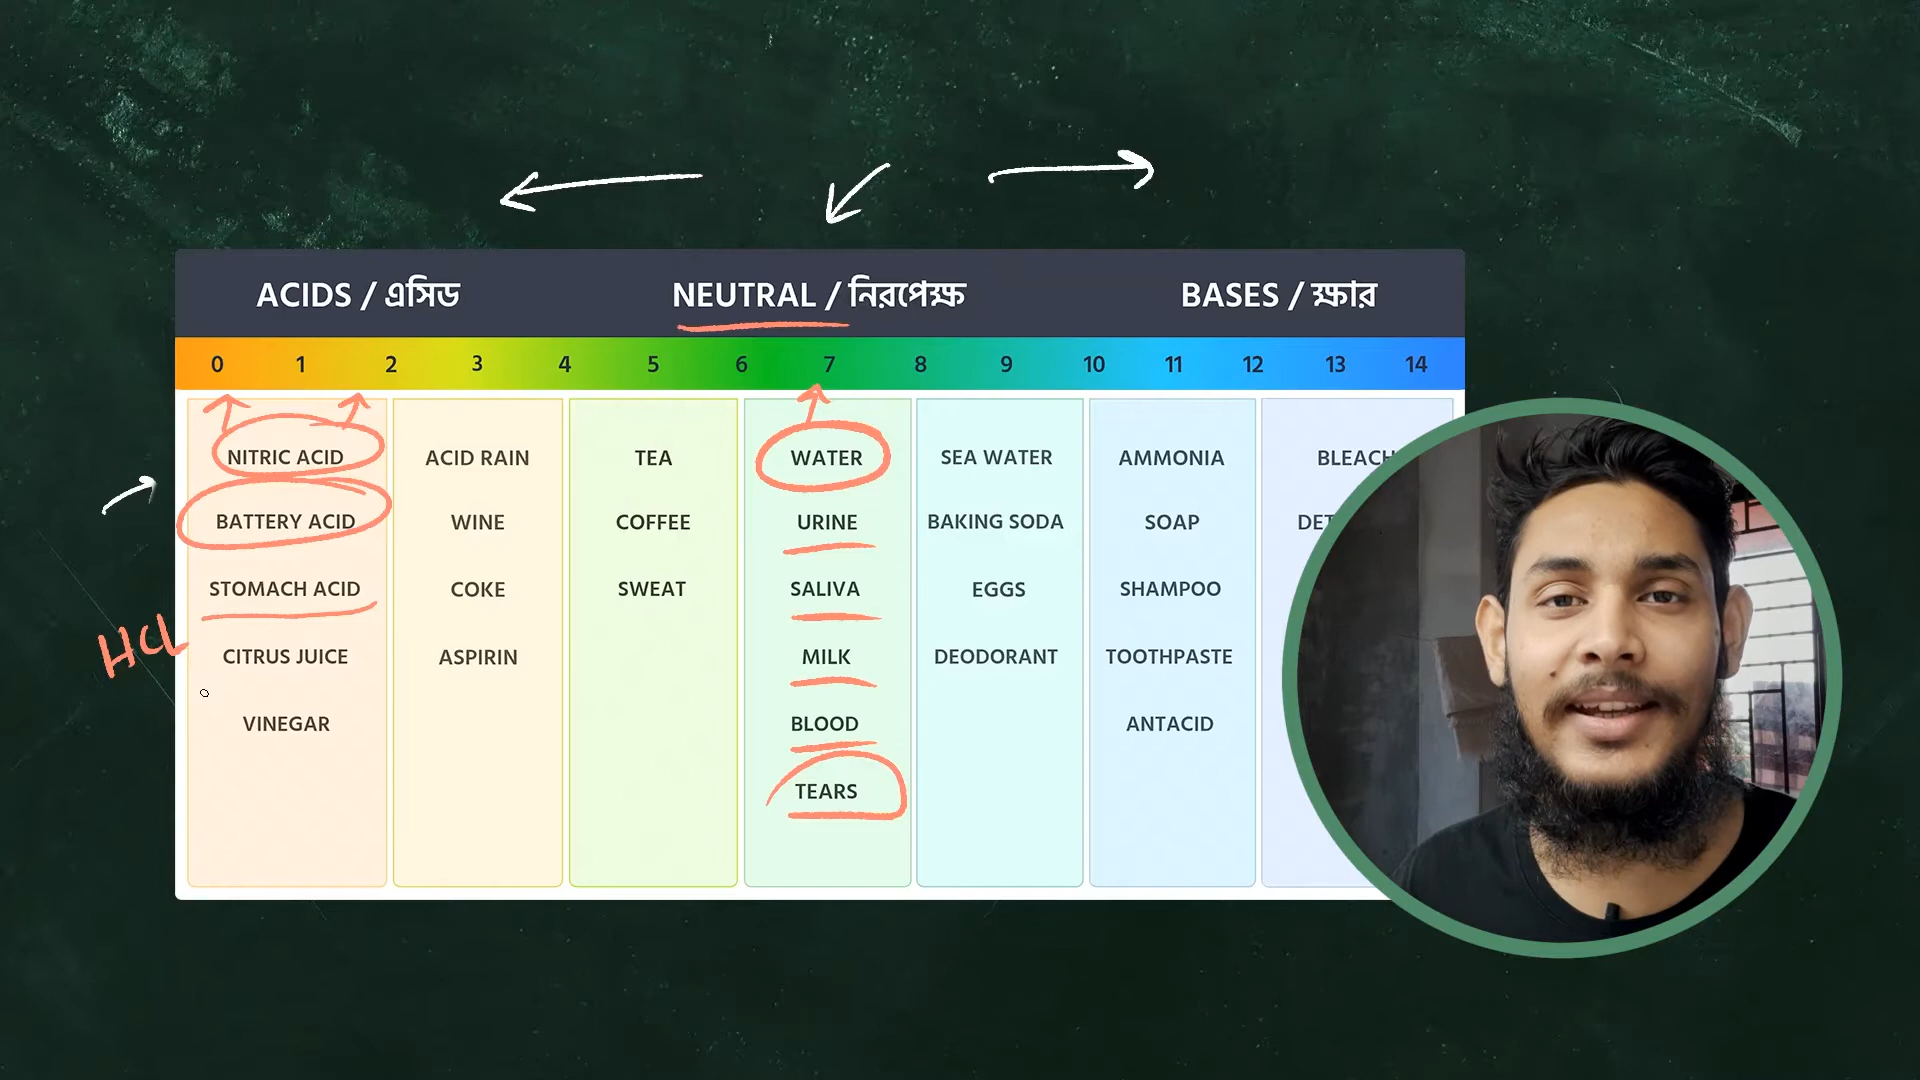 ACIDS / এসিড
NEUTRAL / নিরপেক্ষ
BASES / ক্ষার
0 1 2 3 4 5 6 7 8 9 10 11 12 13 14
NITRIC ACID
BATTERY ACID
STOMACH ACID
HCL
CITRUS JUICE
VINEGAR
ACID RAIN
WINE
COKE
ASPIRIN
TEA
COFFEE
SWEAT
WATER
URINE
SALIVA
MILK
BLOOD
TEARS
SEA WATER
BAKING SODA
EGGS
DEODORANT
AMMONIA
SOAP
SHAMPOO
TOOTHPASTE
ANTACID
BLEACH